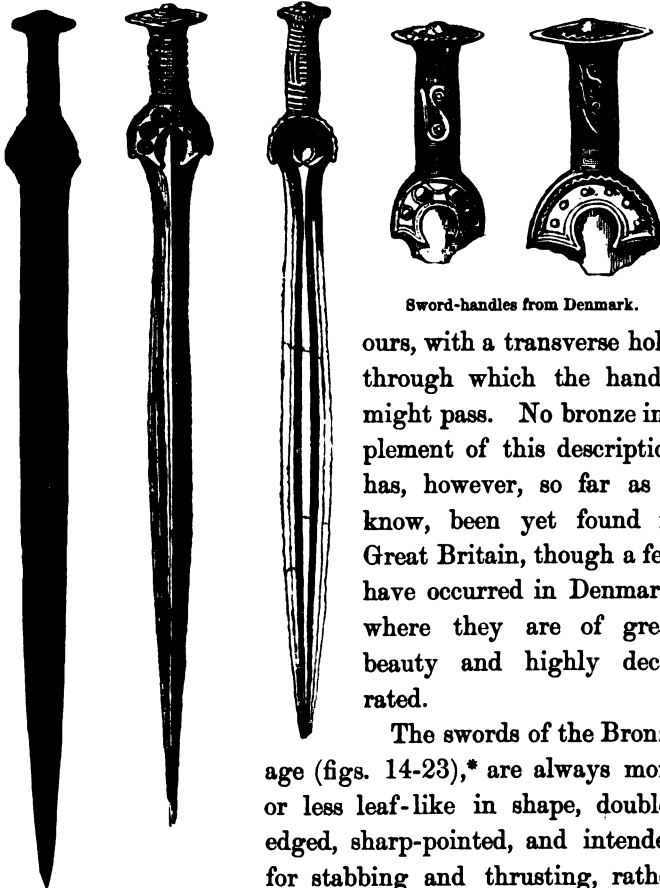 Sword-handles from Denmark.
ours, with a transverse hol
through which the hand
might pass. No bronze in
plement of this descriptio
has, however, so far as
know, been yet found
Great Britain, though a fe
have occurred in Denmar
where they are of gre
beauty and highly dec
rated.
The swords of the Bron
age (figs. 14-23),* are always mo
or less leaf-like in shape, double
edged, sharp-pointed, and intende
for stabbing and thrusting, rathe